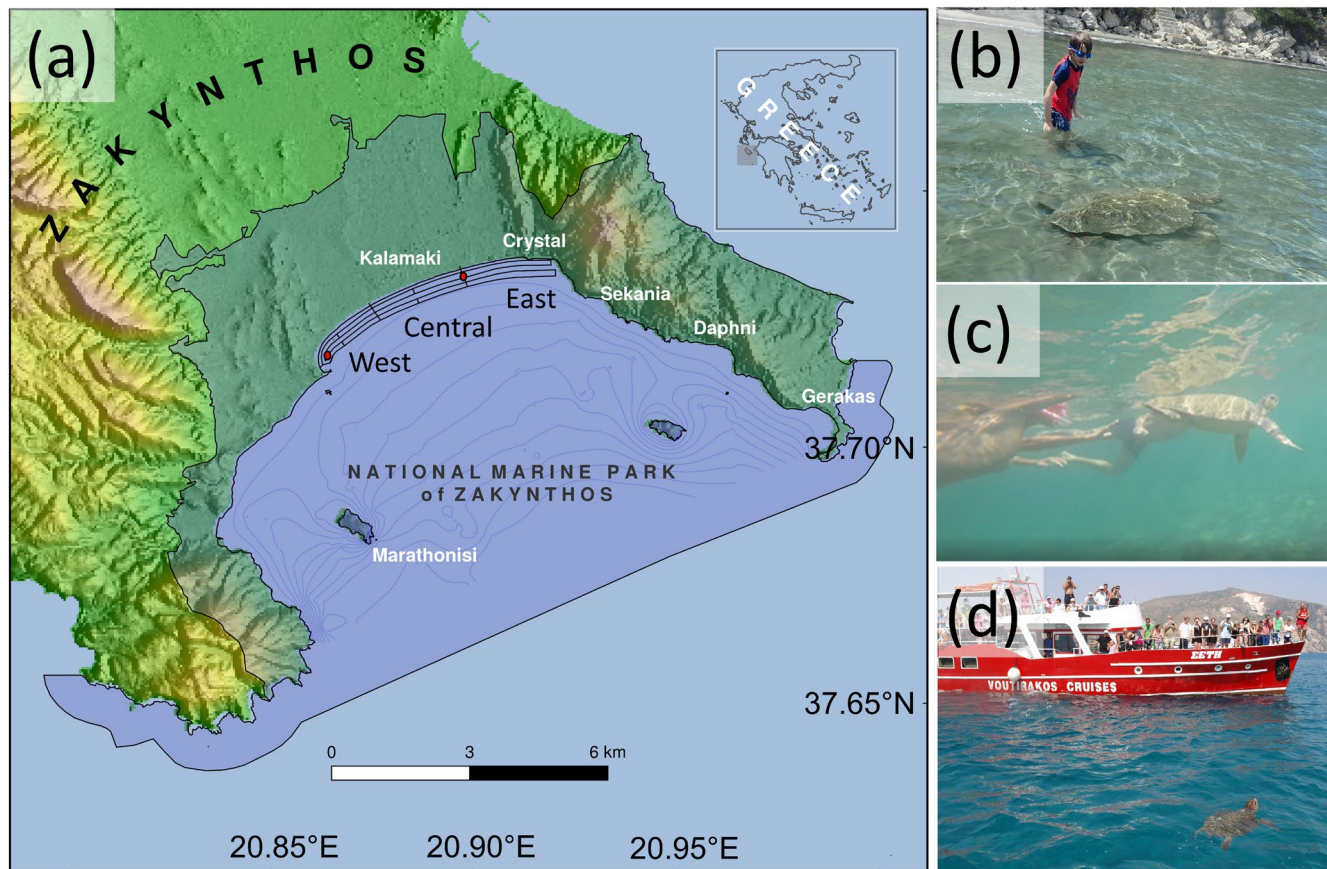 (a)
ZAKYNTHOS
GREECE
Crystal
Kalamaki
East
Sekania
Central
Daphni
West
Gerakas
37.70°N
NATIONAL MARINE PARK
of ZAKYNTHOS
Marathonisi
37.65°N
0 3 6 km
20.85°E 20.90°E 20.95°E
(b)
(c)
(d)
EETH
VOUTIRAKOS CRUISES